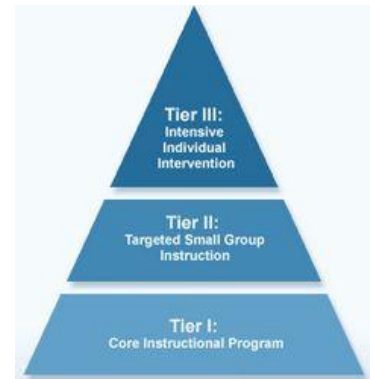 Tier III:
Intensive
Individual
Intervention
Tier II:
Targeted Small Group
Instruction
Tier I:
Core Instructional Program